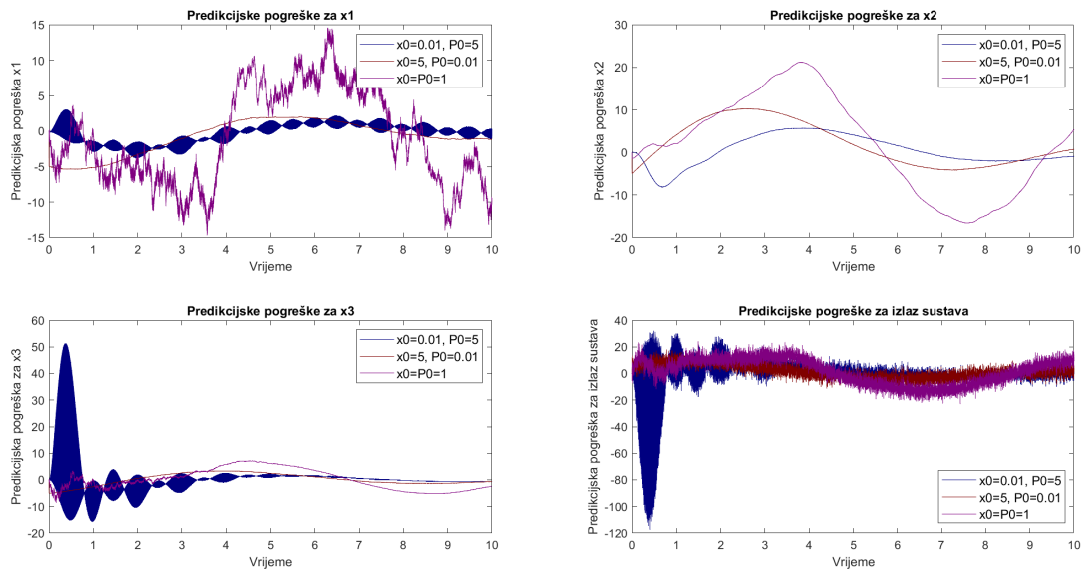 Predikcijske pogreške za x1
Predikcijska pogreška x1
15
10
5
0
-5
-10
-15
x0=0.01, P0=5
x0=5, P0=0.01
x0=P0=1
0 1 2 3 4 5 6 7 8 9 10
Vrijeme
Predikcijske pogreške za x2
Predikcijska pogreška x2
30
20
10
0
-10
-20
x0=0.01, P0=5
x0=5, P0=0.01
x0=P0=1
0 1 2 3 4 5 6 7 8 9 10
Vrijeme
Predikcijske pogreške za x3
Predikcijska pogreška za x3
60
50
40
30
20
10
0
-10
-20
x0=0.01, P0=5
x0=5, P0=0.01
x0=P0=1
0 1 2 3 4 5 6 7 8 9 10
Vrijeme
Predikcijske pogreške za izlaz sustava
Predikcijska pogreška za izlaz sustava
40
20
0
-20
-40
-60
-80
-100
-120
x0=0.01, P0=5
x0=5, P0=0.01
x0=P0=1
0 1 2 3 4 5 6 7 8 9 10
Vrijeme